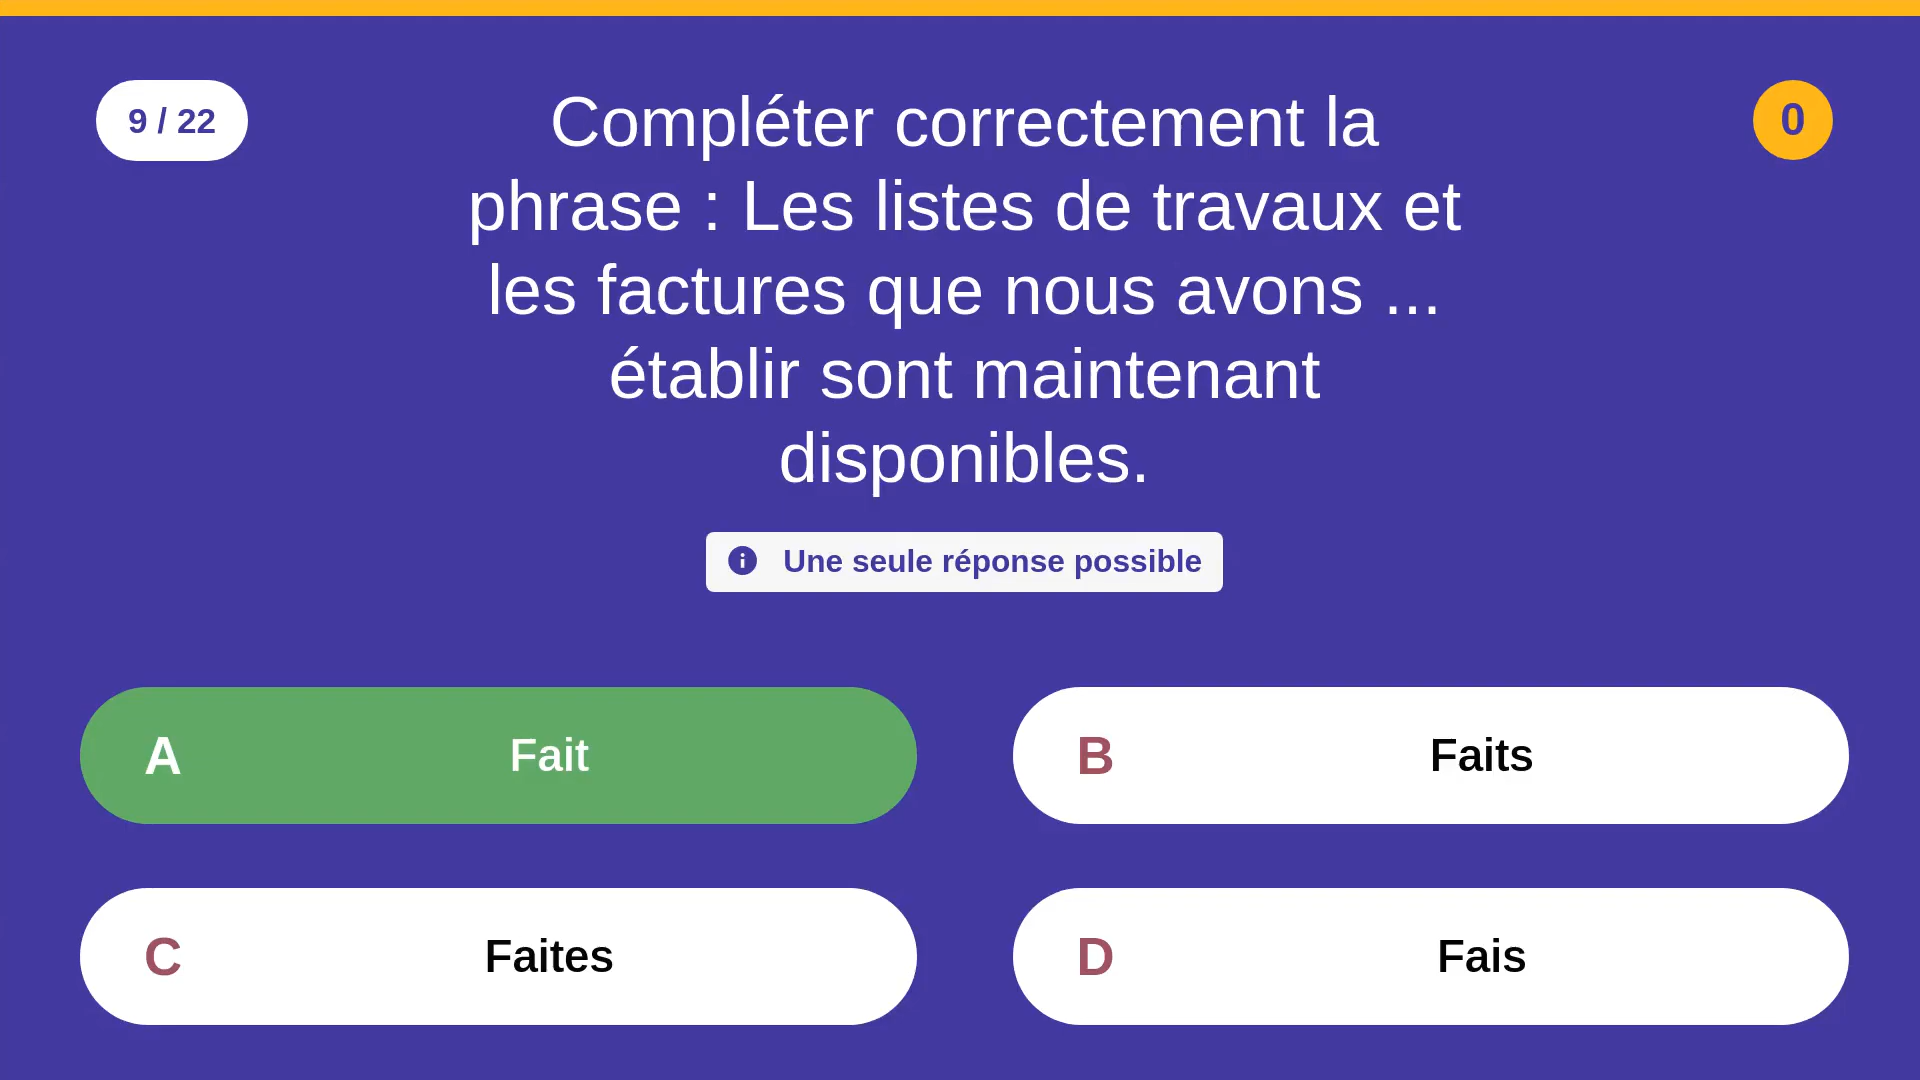 9 / 22
Compléter correctement la
phrase : Les listes de travaux et
les factures que nous avons ...
établir sont maintenant
disponibles.
0
Une seule réponse possible
A Fait
B Faits
C Faites
D Fais